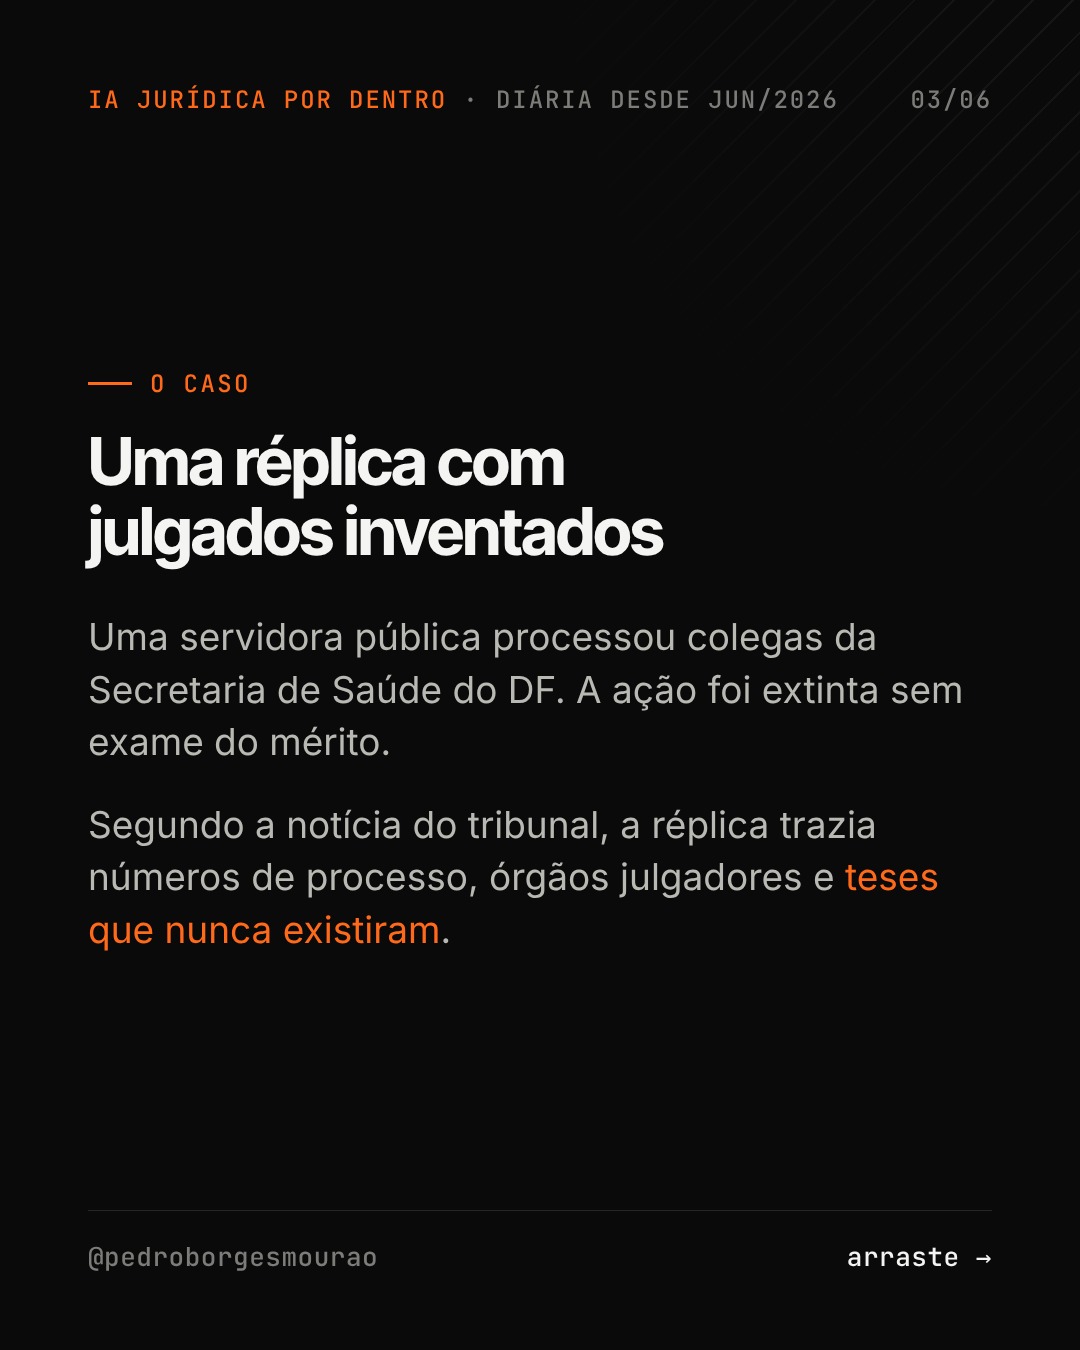 IA JURÍDICA POR DENTRO · DIÁRIA DESDE JUN/2026 03/06
O CASO
Uma réplica com
julgados inventados
Uma servidora pública processou colegas da
Secretaria de Saúde do DF. A ação foi extinta sem
exame do mérito.
Segundo a notícia do tribunal, a réplica trazia
números de processo, órgãos julgadores e teses
que nunca existiram.
@pedroborgesmourao arraste →